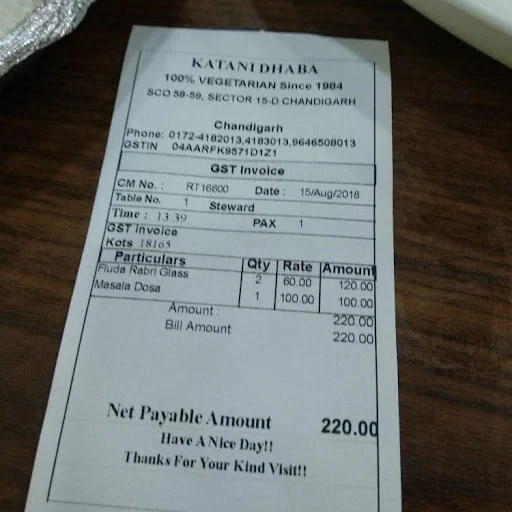 KATANI DHABA
100% VEGETARIAN Since 1984
SCO 58-59, SECTOR 15-D CHANDIGARH
Chandigarh
Phone: 0172-4182013,4183013,9646508013
GSTIN 04AARFK9571D1Z1
GST Invoice
CM No. : RT16600 Date : 15/Aug/2018
Table No. 1 Steward
Time : 13.39 PAX 1
GST Invoice
Kots 18165
Particulars Qty Rate Amount
Fluda Rabri Glass 2 60.00 120.00
Masala Dosa 1 100.00 100.00
Amount : 220.00
Bill Amount 220.00
Net Payable Amount 220.00
Have A Nice Day!!
Thanks For Your Kind Visit!!